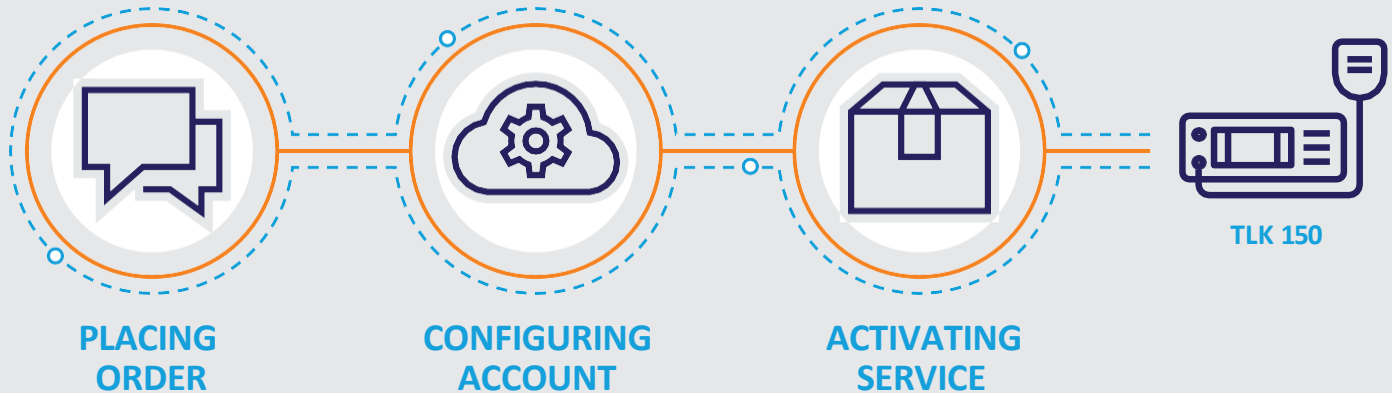 TLK 150
PLACING
ORDER
CONFIGURING
ACCOUNT
ACTIVATING
SERVICE